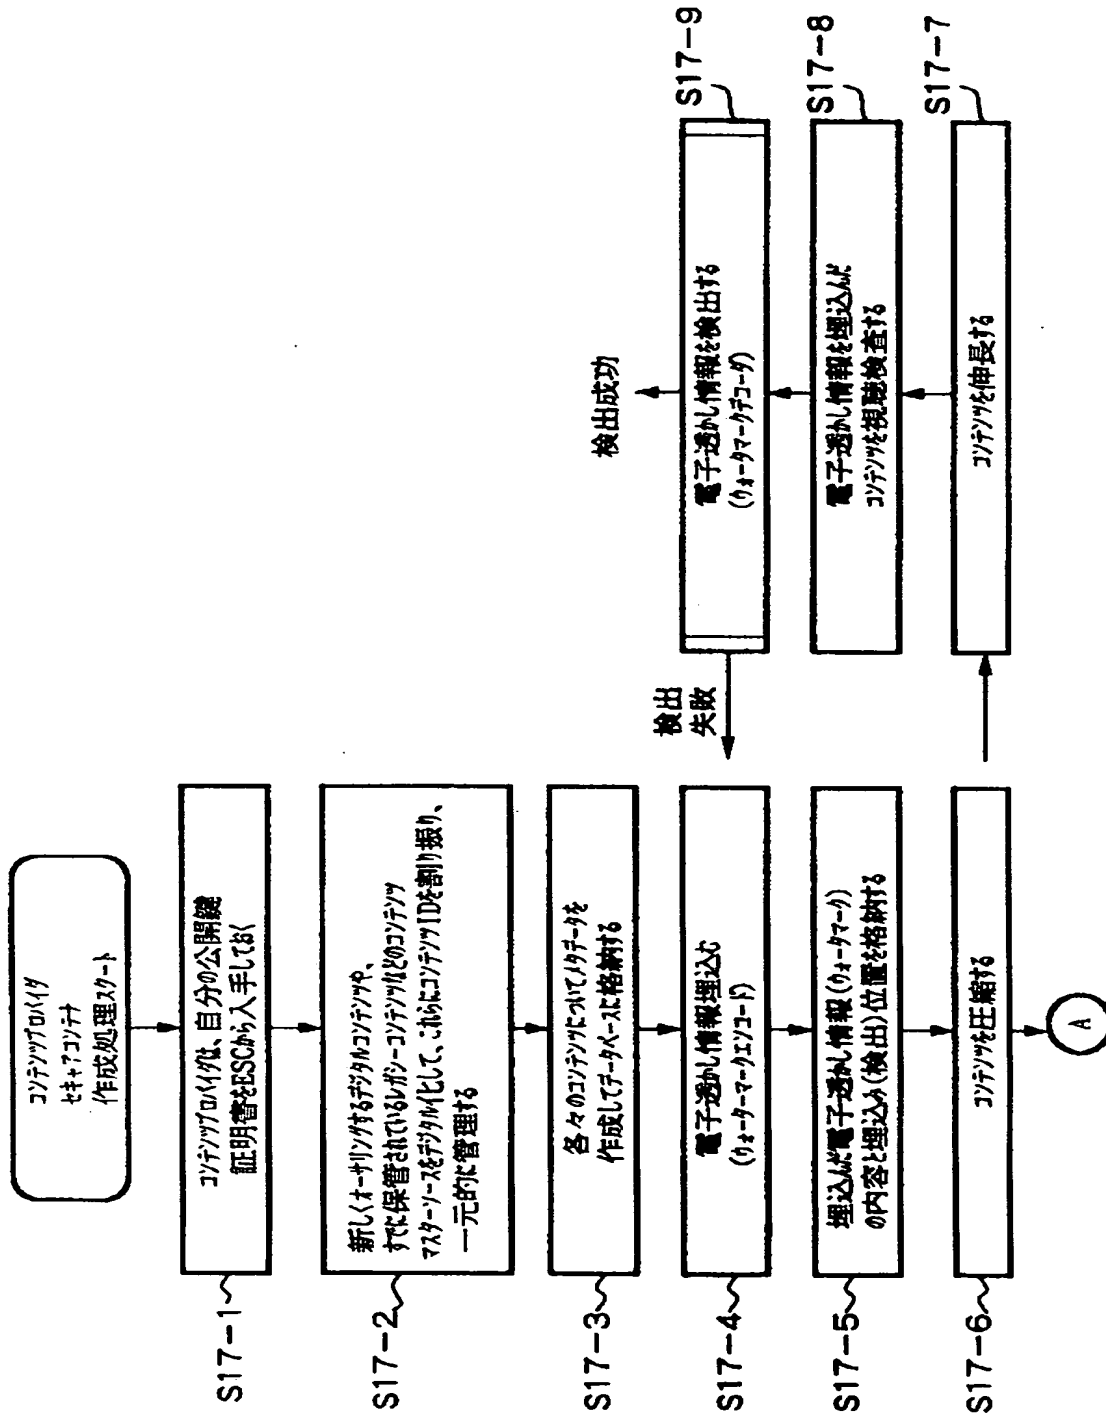 コンテンツプロバイダ
セキャアコンテナ
作成処理スタート
コンテンツプロバイダは、自分の公開鍵
証明書をESCから入手しておく
S17-1
新しくオーサリングするデジタルコンテンツや、
すでに保管されているレガシーコンテンツなどのコンテンツ
マスターソースをデジタル化して、これらにコンテンツIDを割り振り、
一元的に管理する
S17-2
各々のコンテンツについてメタデータを
作成してデータベースに格納する
S17-3
電子透かし情報埋込む
(ウォーターマークエンコード)
S17-4
埋込んだ電子透かし情報(ウォータマーク)
の内容と埋込み(検出)位置を格納する
S17-5
コンテンツを圧縮する
S17-6
A
コンテンツを伸長する
S17-7
電子透かし情報を埋込んだ
コンテンツを視聴検査する
S17-8
電子透かし情報を検出する
(ウォータマークデコーダ)
S17-9
検出成功
検出
失敗